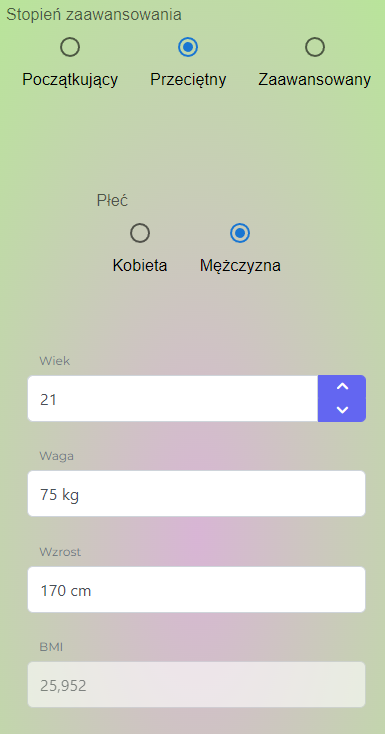 Stopień zaawansowania
Początkujący Przeciętny Zaawansowany
Płeć
Kobieta Mężczyzna
Wiek
21
Waga
75 kg
Wzrost
170 cm
BMI
25,952